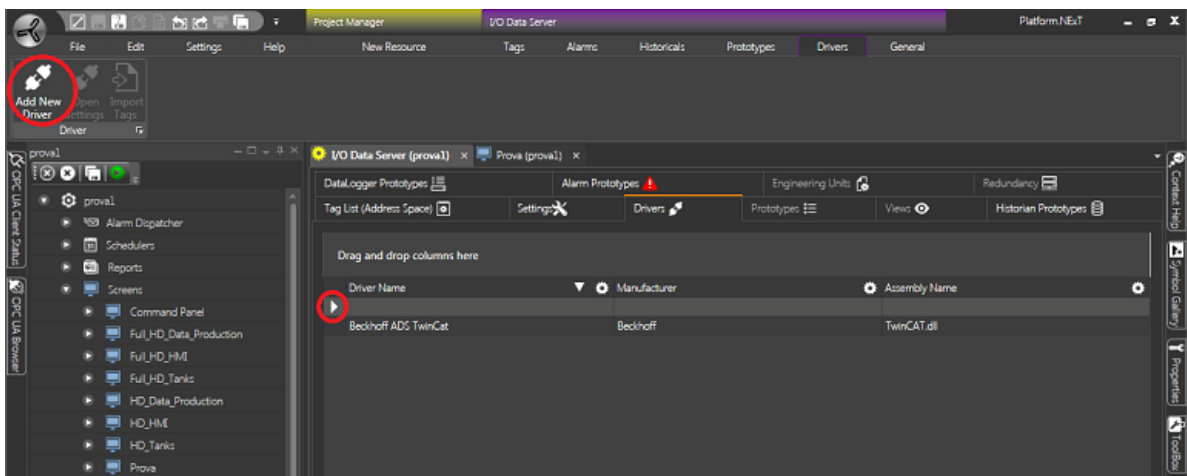 Project Manager I/O Data Server Platform.NExT
File Edit Settings Help New Resource Tags Alarms Historicals Prototypes Drivers General
Add New Open Import
Driver Settings Tags
Driver
prova1 I/O Data Server (prova1) Prova (prova1)
DataLogger Prototypes Alarm Prototypes Engineering Units Redundancy
Tag List (Address Space) Settings Drivers Prototypes Views Historian Prototypes
Drag and drop columns here
Driver Name Manufacturer Assembly Name
Beckhoff ADS TwinCat Beckhoff TwinCAT.dll
prova1
Alarm Dispatcher
Schedulers
Reports
Screens
Command Panel
Full_HD_Data_Production
Full_HD_HMI
Full_HD_Tanks
HD_Data_Production
HD_HMI
HD_Tanks
Prova
OPC UA Client Status
OPC UA Browser
Context Help
Symbol Gallery
Properties
ToolBox